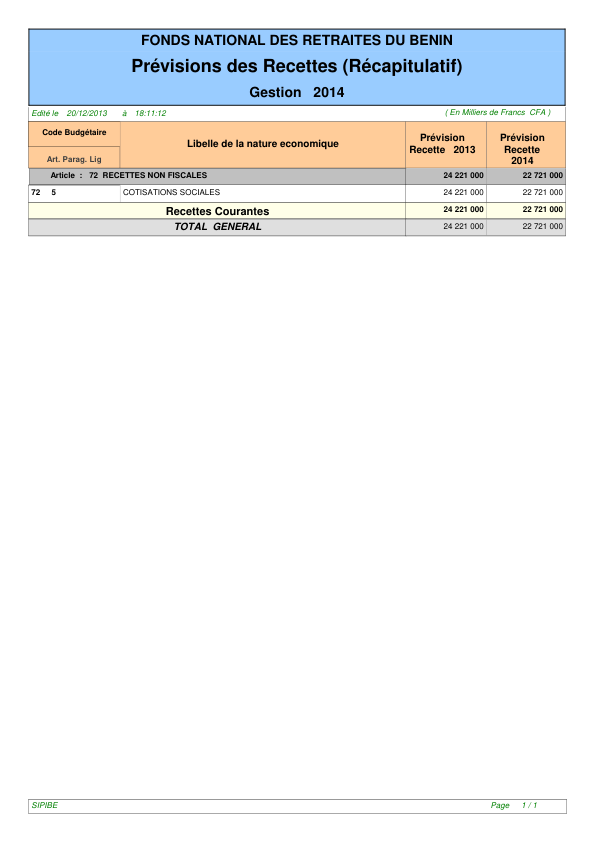 FONDS NATIONAL DES RETRAITES DU BENIN
Prévisions des Recettes (Récapitulatif)
Gestion 2014
Edité le 20/12/2013 à 18:11:12 ( En Milliers de Francs CFA )
Code Budgétaire
Art. Parag. Lig
Libelle de la nature economique
Prévision
Recette 2013
Prévision
Recette
2014
Article : 72 RECETTES NON FISCALES 24 221 000 22 721 000
72 5 COTISATIONS SOCIALES 24 221 000 22 721 000
Recettes Courantes 24 221 000 22 721 000
TOTAL GENERAL 24 221 000 22 721 000
SIPIBE Page 1 / 1